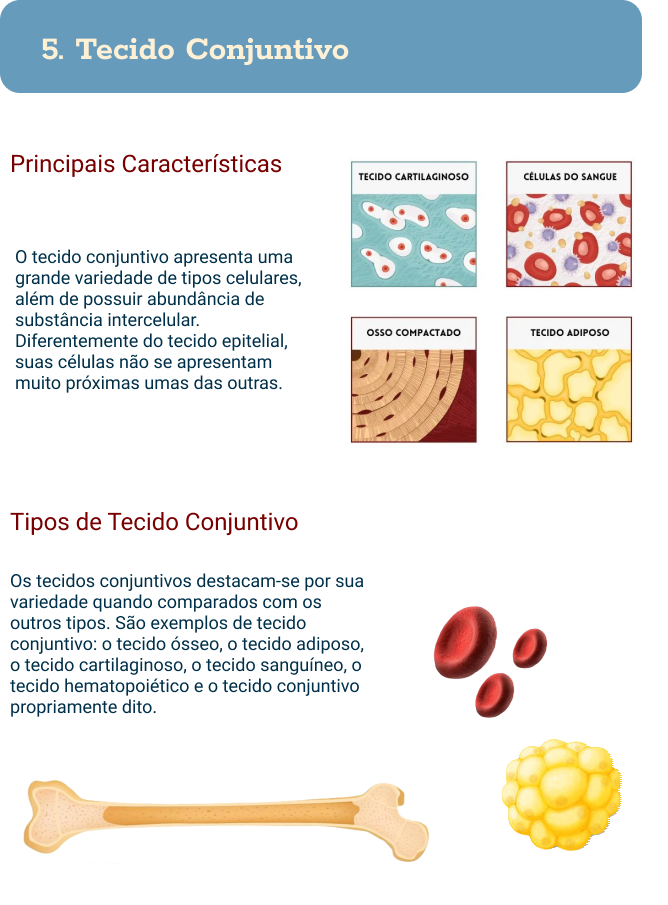 5. Tecido Conjuntivo
Principais Características
O tecido conjuntivo apresenta uma
grande variedade de tipos celulares,
além de possuir abundância de
substância intercelular.
Diferentemente do tecido epitelial,
suas células não se apresentam
muito próximas umas das outras.
TECIDO CARTILAGINOSO
CÉLULAS DO SANGUE
OSSO COMPACTADO
TECIDO ADIPOSO
Tipos de Tecido Conjuntivo
Os tecidos conjuntivos destacam-se por sua
variedade quando comparados com os
outros tipos. São exemplos de tecido
conjuntivo: o tecido ósseo, o tecido adiposo,
o tecido cartilaginoso, o tecido sanguíneo, o
tecido hematopoiético e o tecido conjuntivo
propriamente dito.